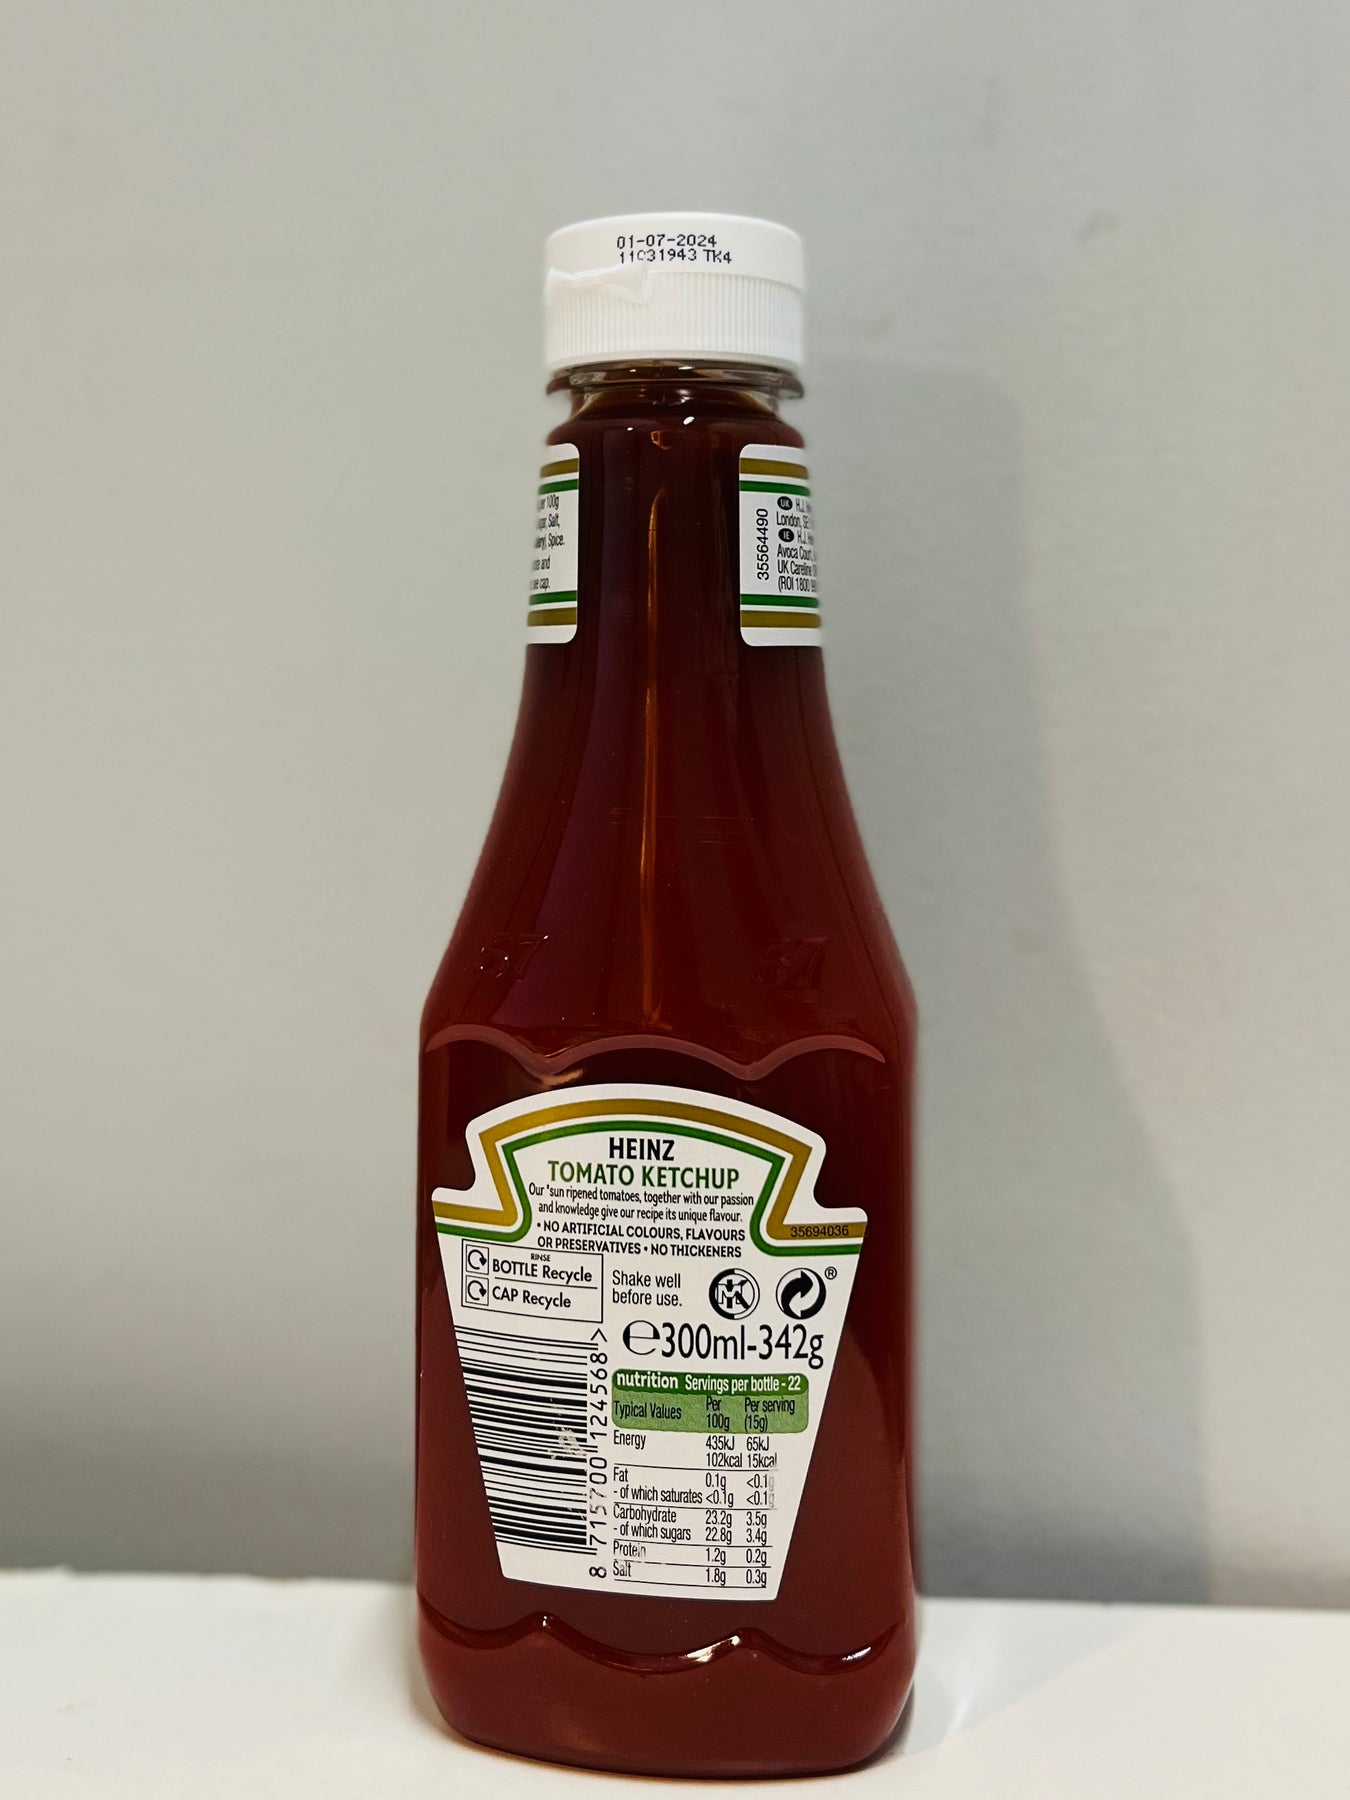 01-07-2024
11031943 TK4
per 100g
Salt,
Spice.
and
cap.
35564490
UK H.J.
London, SE
IE H.J.
Avoca Court,
UK Careline
(ROI 1800
57 57
HEINZ
TOMATO KETCHUP
Our "sun ripened tomatoes, together with our passion
and knowledge give our recipe its unique flavour.
• NO ARTIFICIAL COLOURS, FLAVOURS
OR PRESERVATIVES • NO THICKENERS
35694036
RINSE
BOTTLE Recycle
CAP Recycle
Shake well
before use.
®
℮300ml-342g
8 715700 124568 >
nutrition Servings per bottle - 22
Typical Values Per 100g Per serving (15g)
Energy 435kJ 65kJ
102kcal 15kcal
Fat 0.1g <0.1g
- of which saturates <0.1g <0.1g
Carbohydrate 23.2g 3.5g
- of which sugars 22.8g 3.4g
Protein 1.2g 0.2g
Salt 1.8g 0.3g